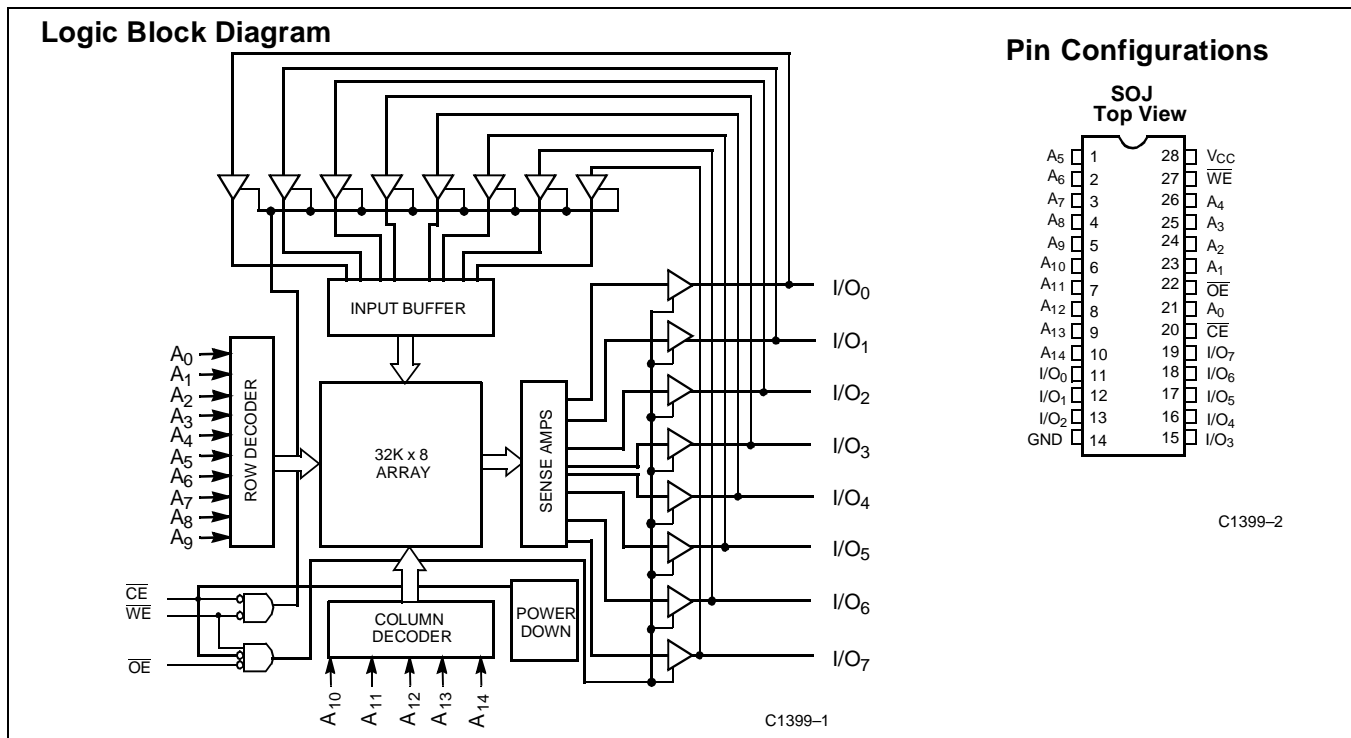 Logic Block Diagram
INPUT BUFFER
A0
A1
A2
A3
A4
A5
A6
A7
A8
A9
ROW DECODER
32K x 8
ARRAY
SENSE AMPS
I/O0
I/O1
I/O2
I/O3
I/O4
I/O5
I/O6
I/O7
CE
WE
OE
COLUMN
DECODER
POWER
DOWN
A10
A11
A12
A13
A14
C1399–1
Pin Configurations
SOJ
Top View
A5 1 28 VCC
A6 2 27 WE
A7 3 26 A4
A8 4 25 A3
A9 5 24 A2
A10 6 23 A1
A11 7 22 OE
A12 8 21 A0
A13 9 20 CE
A14 10 19 I/O7
I/O0 11 18 I/O6
I/O1 12 17 I/O5
I/O2 13 16 I/O4
GND 14 15 I/O3
C1399–2